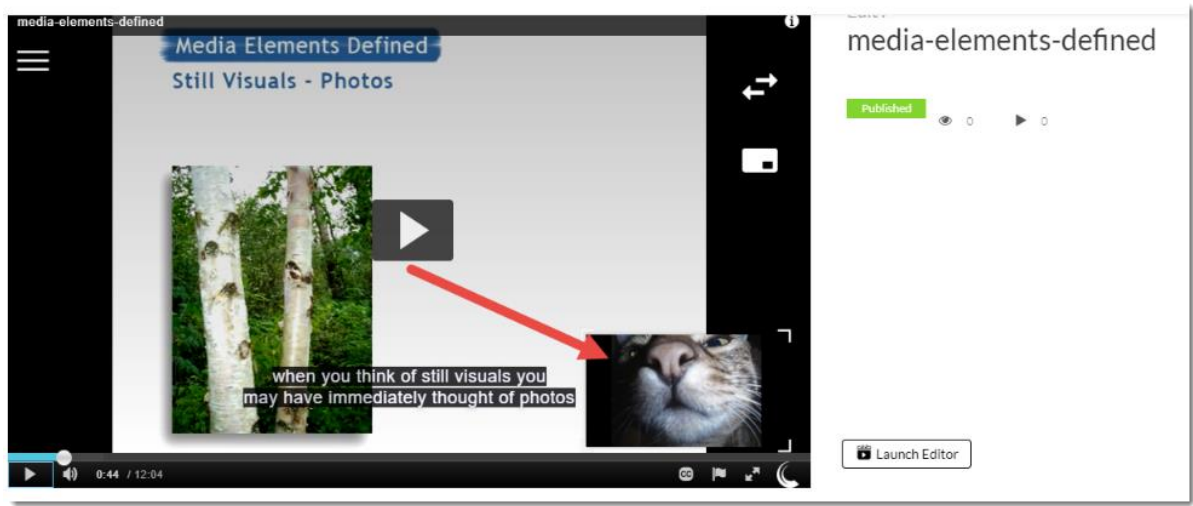 media-elements-defined
Media Elements Defined
Still Visuals - Photos
when you think of still visuals you
may have immediately thought of photos
0:44 / 12:04
CC
media-elements-defined
Published
0 0
Launch Editor